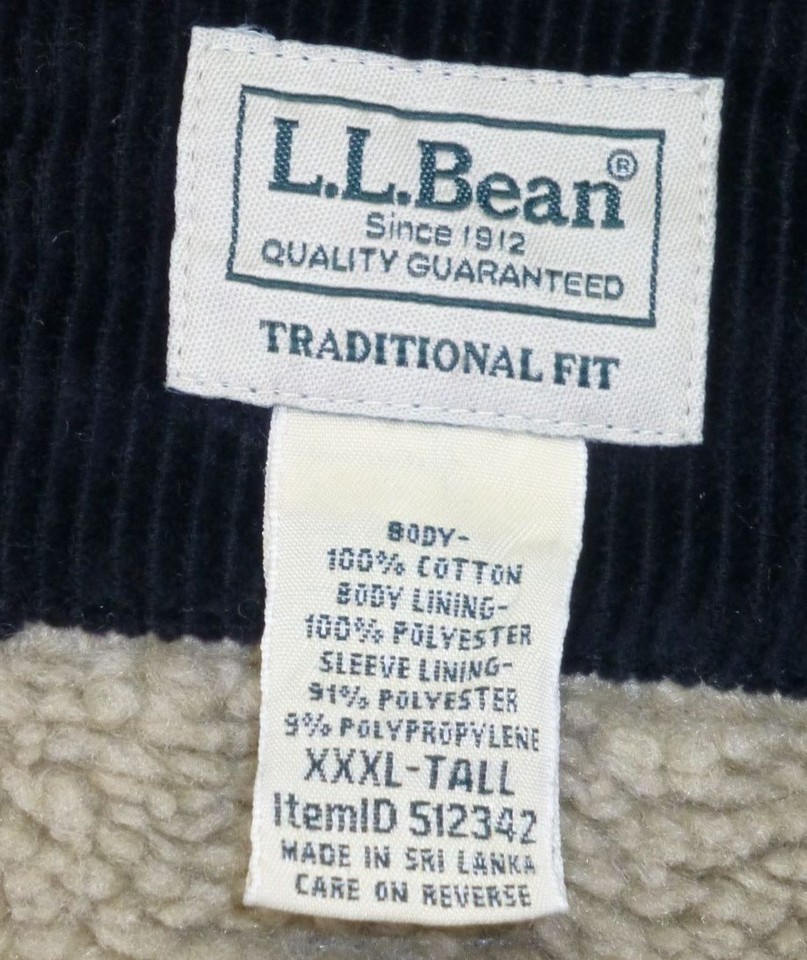 L.L.Bean®
Since 1912
QUALITY GUARANTEED
TRADITIONAL FIT
BODY-
100% COTTON
BODY LINING-
100% POLYESTER
SLEEVE LINING-
91% POLYESTER
9% POLYPROPYLENE
XXXL-TALL
ItemID 512342
MADE IN SRI LANKA
CARE ON REVERSE